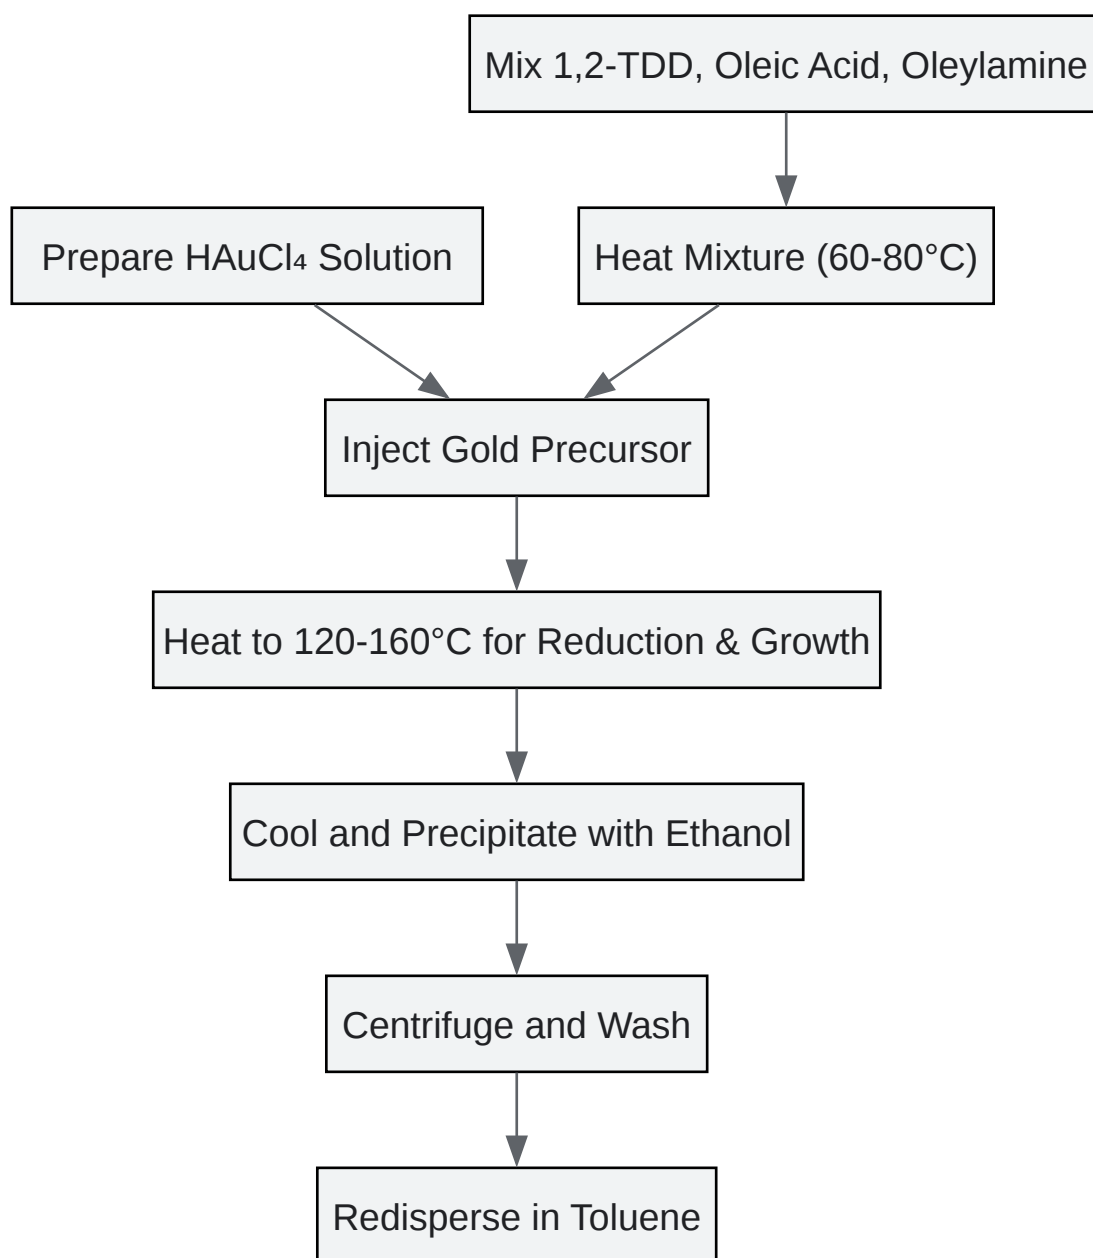 Mix 1,2-TDD, Oleic Acid, Oleylamine
Prepare HAuCl₄ Solution
Heat Mixture (60-80°C)
Inject Gold Precursor
Heat to 120-160°C for Reduction & Growth
Cool and Precipitate with Ethanol
Centrifuge and Wash
Redisperse in Toluene